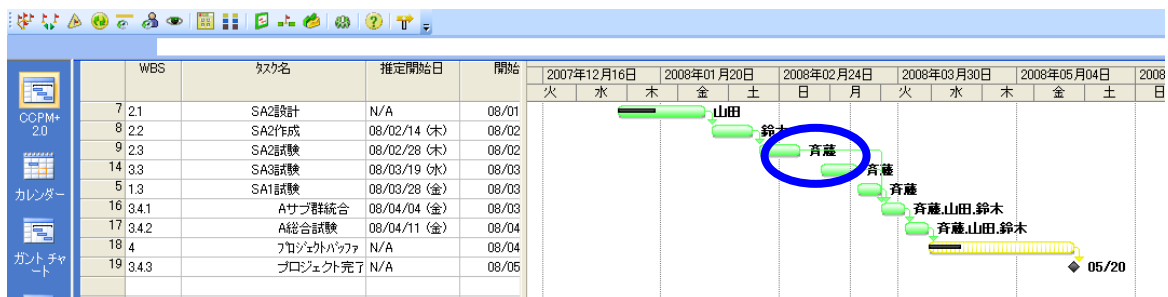 WBS タスク名 推定開始日 開始 2007年12月16日 2008年01月20日 2008年02月24日 2008年03月30日 2008年05月04日 2008
火 水 木 金 土 日 月 火 水 木 金 土 日
7 2.1 SA2設計 N/A 08/01 山田
8 2.2 SA2作成 08/02/14 (木) 08/02 鈴木
9 2.3 SA2試験 08/02/28 (木) 08/02 斉藤
14 3.3 SA3試験 08/03/19 (水) 08/03 斉藤
5 1.3 SA1試験 08/03/28 (金) 08/03 斉藤
16 3.4.1 Aサブ群統合 08/04/04 (金) 08/03 斉藤,山田,鈴木
17 3.4.2 A総合試験 08/04/11 (金) 08/04 斉藤,山田,鈴木
18 4 プロジェクトバッファ N/A 08/04
19 3.4.3 プロジェクト完了 N/A 08/05 05/20
CCPM+
2.0
カレンダー
ガント チャ
ート